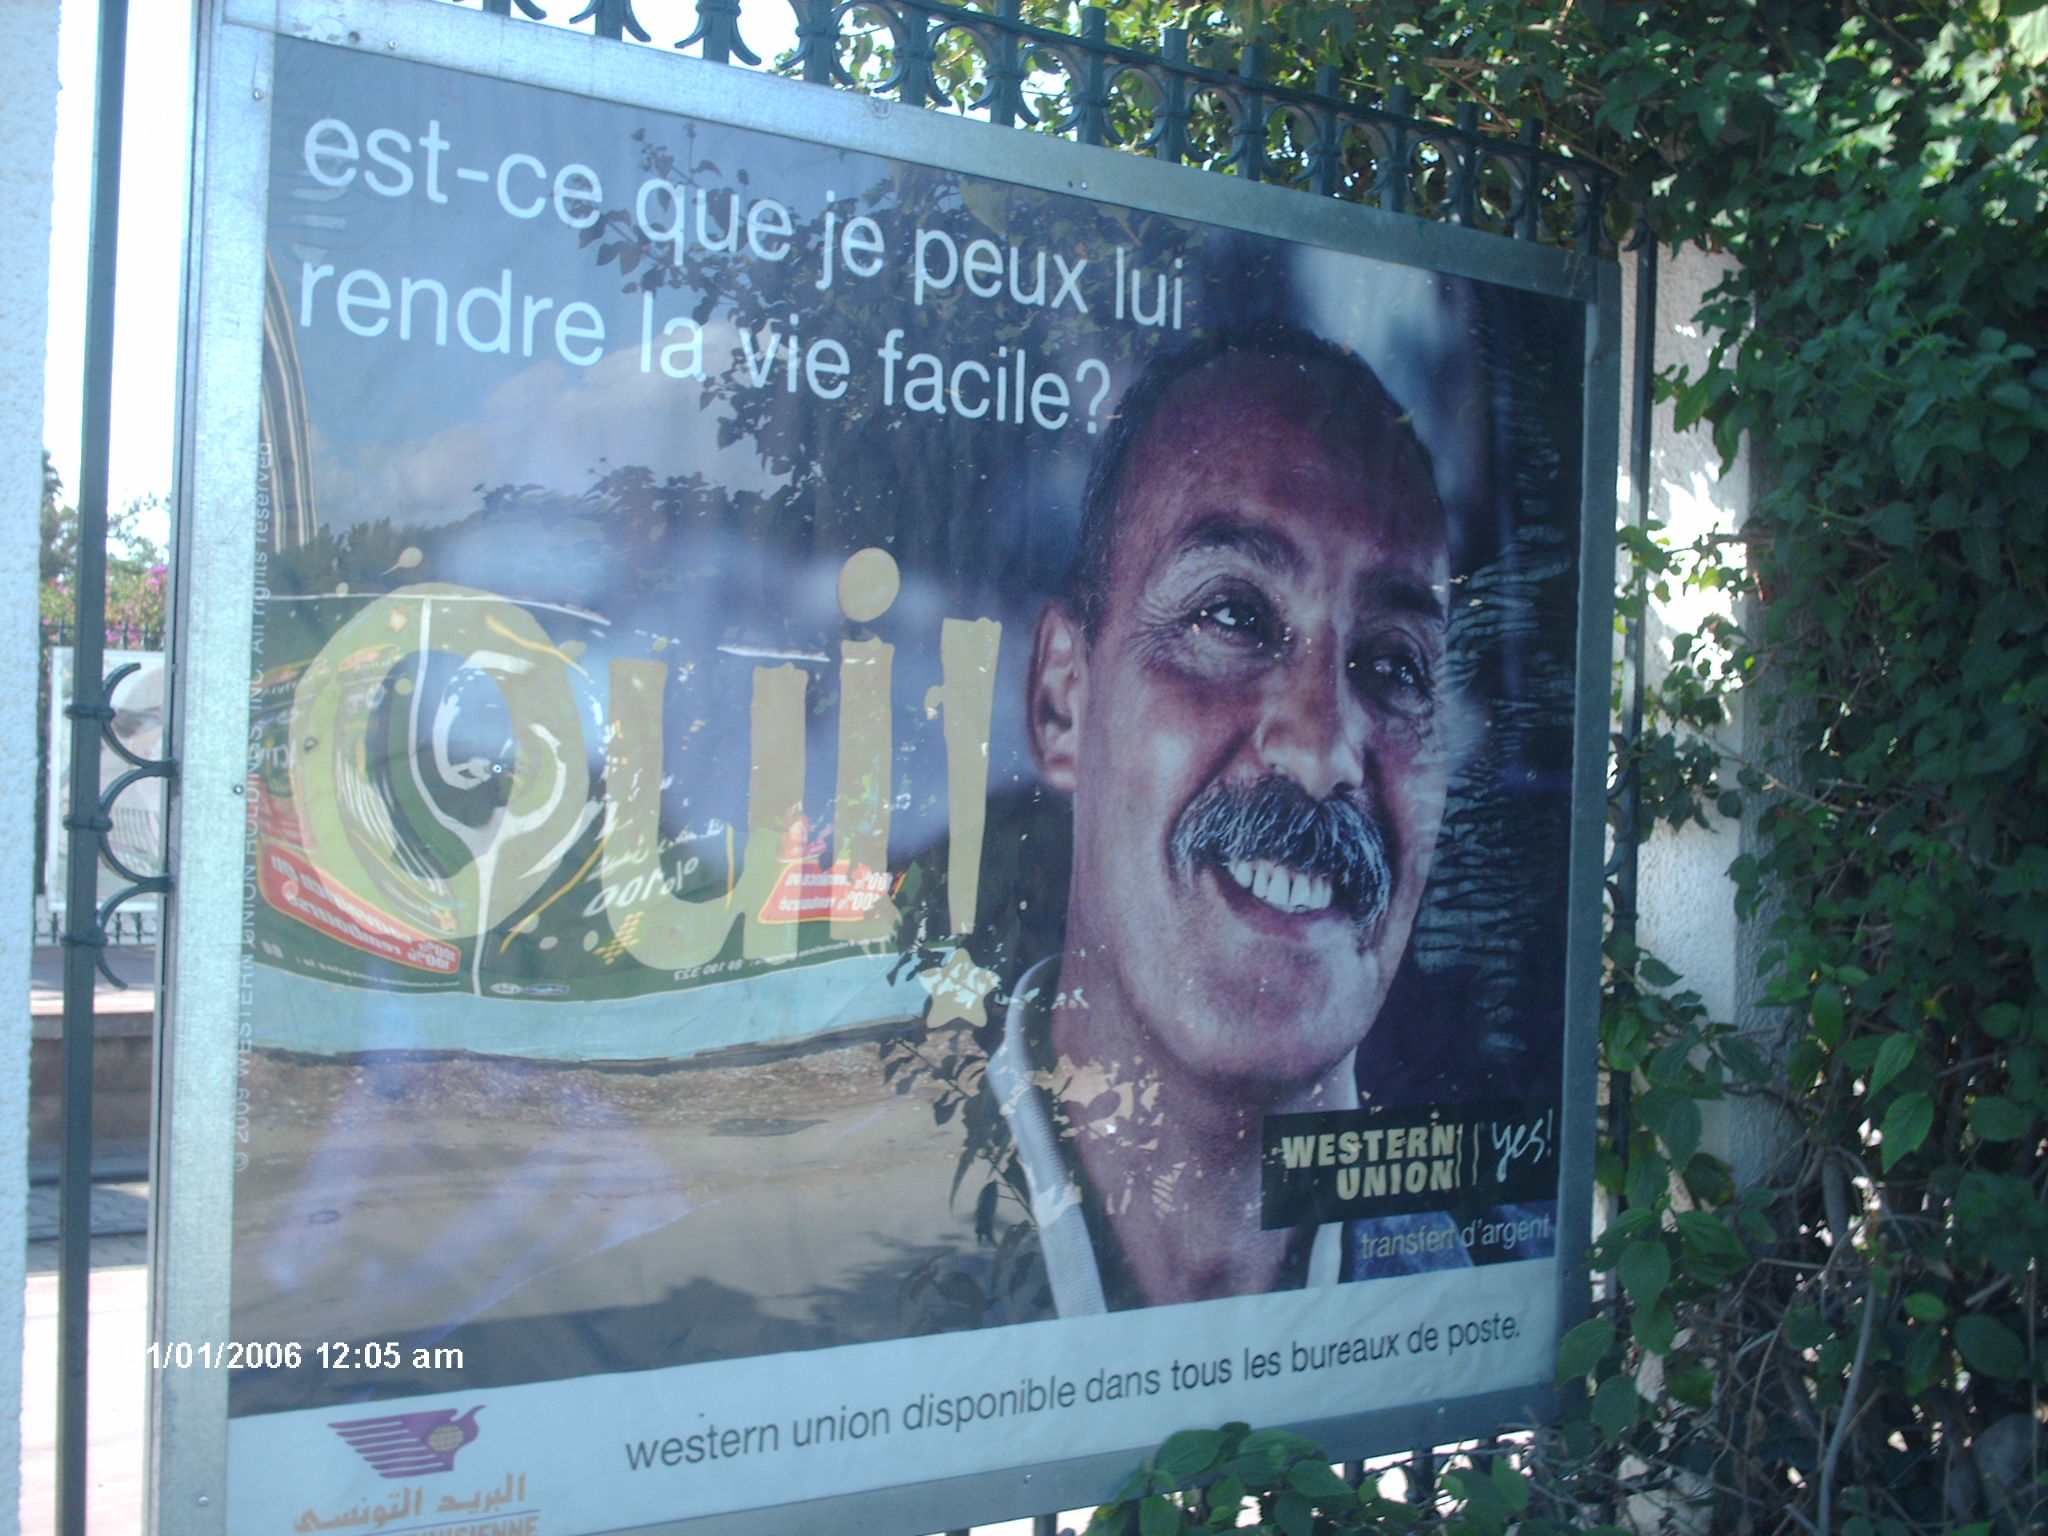 est-ce que je peux lui
rendre la vie facile?
Oui!
© 2009 WESTERN UNION HOLDINGS INC. All rights reserved
WESTERN
UNION
yes!
transfert d'argent
western union disponible dans tous les bureaux de poste.
1/01/2006 12:05 am
البريد التونسي